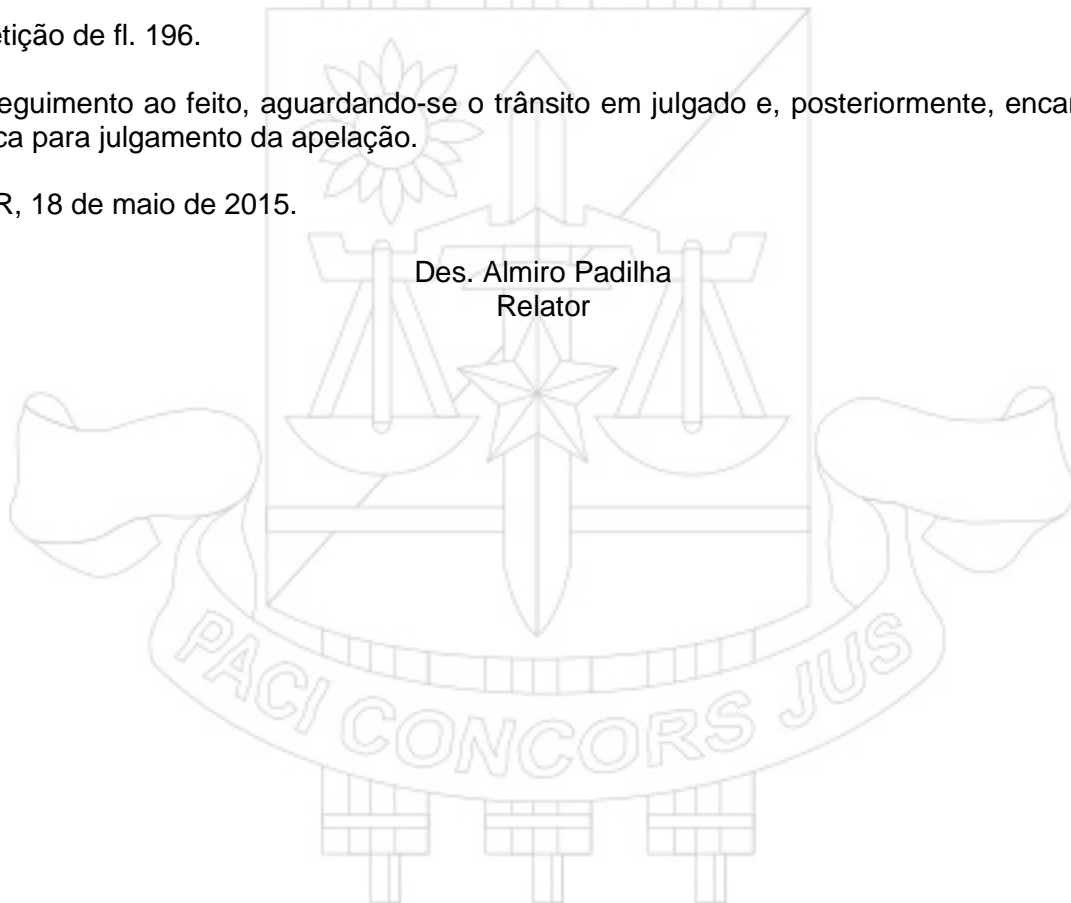 etição de fl. 196.
eguimento ao feito, aguardando-se o trânsito em julgado e, posteriormente, encar
ca para julgamento da apelação.
R, 18 de maio de 2015.
Des. Almiro Padilha
Relator
PACI CONCORS JUS